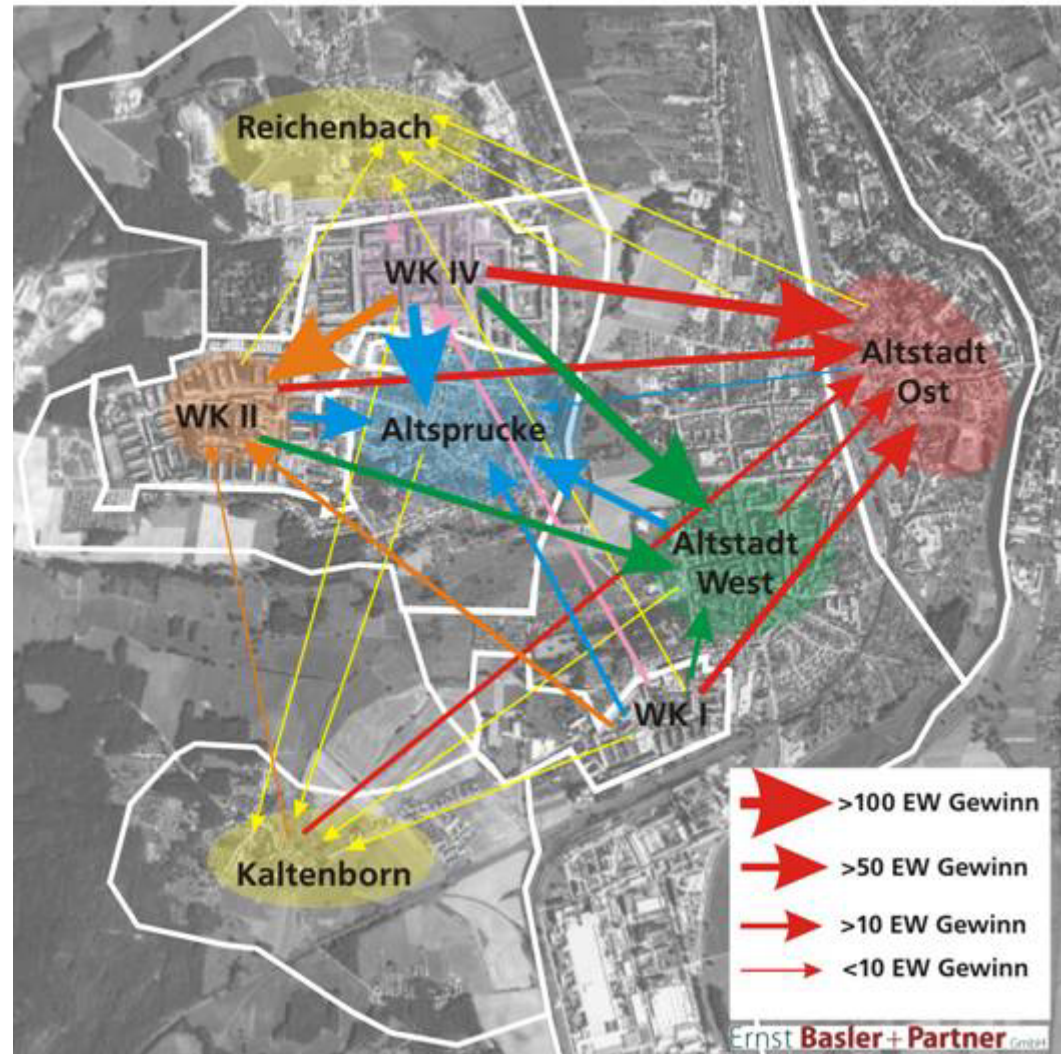 Reichenbach
WK IV
Altstadt
Ost
WK II
Altsprucke
Altstadt
West
WK I
Kaltenborn
>100 EW Gewinn
>50 EW Gewinn
>10 EW Gewinn
<10 EW Gewinn
Ernst Basler + Partner GmbH